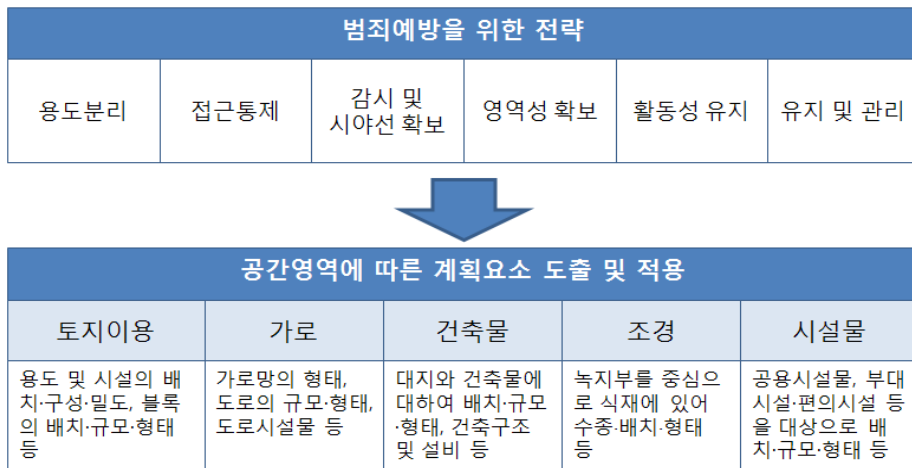 범죄예방을 위한 전략
용도분리
접근통제
감시 및
시야선 확보
영역성 확보
활동성 유지
유지 및 관리
공간영역에 따른 계획요소 도출 및 적용
토지이용
가로
건축물
조경
시설물
용도 및 시설의 배
치·구성·밀도, 블록
의 배치·규모·형태
등
가로망의 형태,
도로의 규모·형태,
도로시설물 등
대지와 건축물에
대하여 배치·규모
·형태, 건축구조
및 설비 등
녹지부를 중심으
로 식재에 있어
수종·배치·형태
등
공용시설물, 부대
시설·편의시설 등
을 대상으로 배
치·규모·형태 등